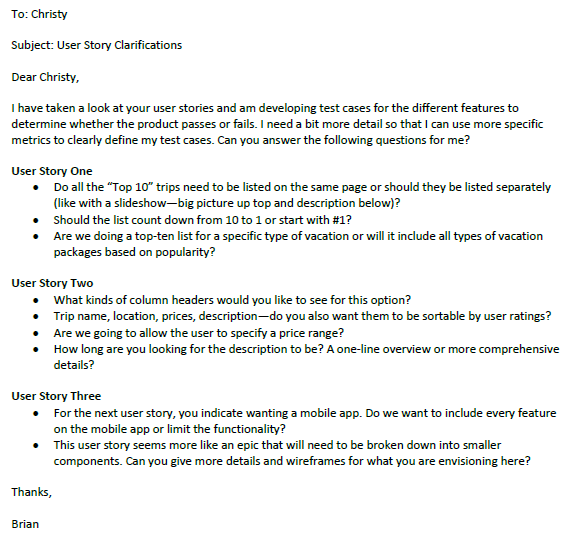 To: Christy
Subject: User Story Clarifications
Dear Christy,
I have taken a look at your user stories and am developing test cases for the different features to
determine whether the product passes or fails. I need a bit more detail so that I can use more specific
metrics to clearly define my test cases. Can you answer the following questions for me?
User Story One
• Do all the “Top 10” trips need to be listed on the same page or should they be listed separately
(like with a slideshow—big picture up top and description below)?
• Should the list count down from 10 to 1 or start with #1?
• Are we doing a top-ten list for a specific type of vacation or will it include all types of vacation
packages based on popularity?
User Story Two
• What kinds of column headers would you like to see for this option?
• Trip name, location, prices, description—do you also want them to be sortable by user ratings?
• Are we going to allow the user to specify a price range?
• How long are you looking for the description to be? A one-line overview or more comprehensive
details?
User Story Three
• For the next user story, you indicate wanting a mobile app. Do we want to include every feature
on the mobile app or limit the functionality?
• This user story seems more like an epic that will need to be broken down into smaller
components. Can you give more details and wireframes for what you are envisioning here?
Thanks,
Brian